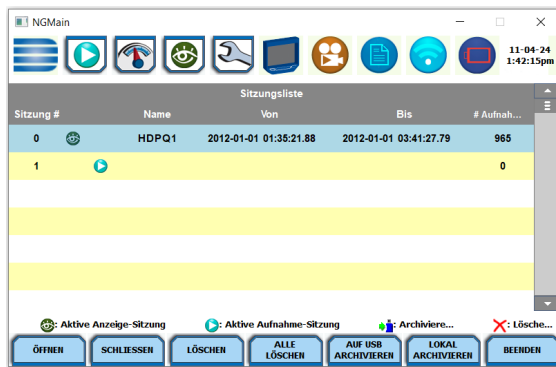 NGMain
11-04-24
1:42:15pm
Sitzungsliste
Sitzung # Name Von Bis # Aufnah...
0 HDPQ1 2012-01-01 01:35:21.88 2012-01-01 03:41:27.79 965
1 0
: Aktive Anzeige-Sitzung : Aktive Aufnahme-Sitzung : Archiviere... : Lösche...
ÖFFNEN SCHLIESSEN LÖSCHEN ALLE LÖSCHEN AUF USB ARCHIVIEREN LOKAL ARCHIVIEREN BEENDEN